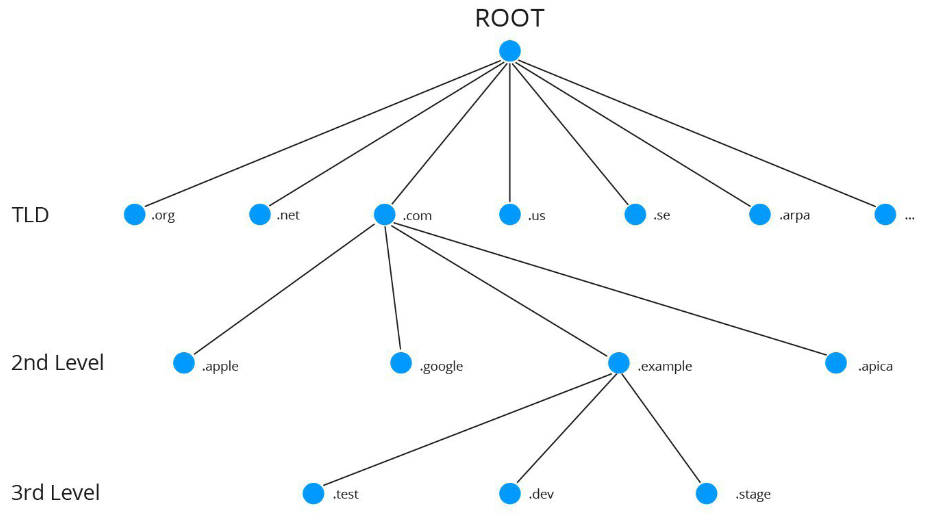 ROOT
TLD .org .net .com .us .se .arpa ...
2nd Level .apple .google .example .apica
3rd Level .test .dev .stage